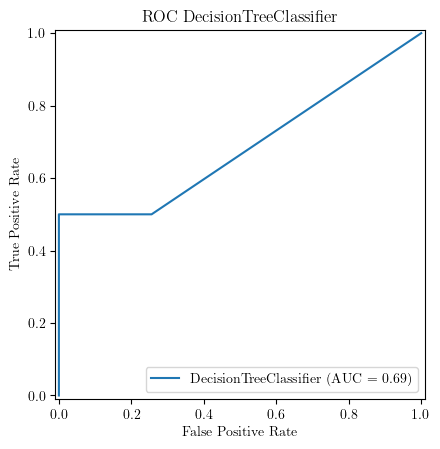 ROC DecisionTreeClassifier
1.0
0.8
0.6
0.4
0.2
0.0
True Positive Rate
DecisionTreeClassifier (AUC = 0.69)
0.0 0.2 0.4 0.6 0.8 1.0
False Positive Rate